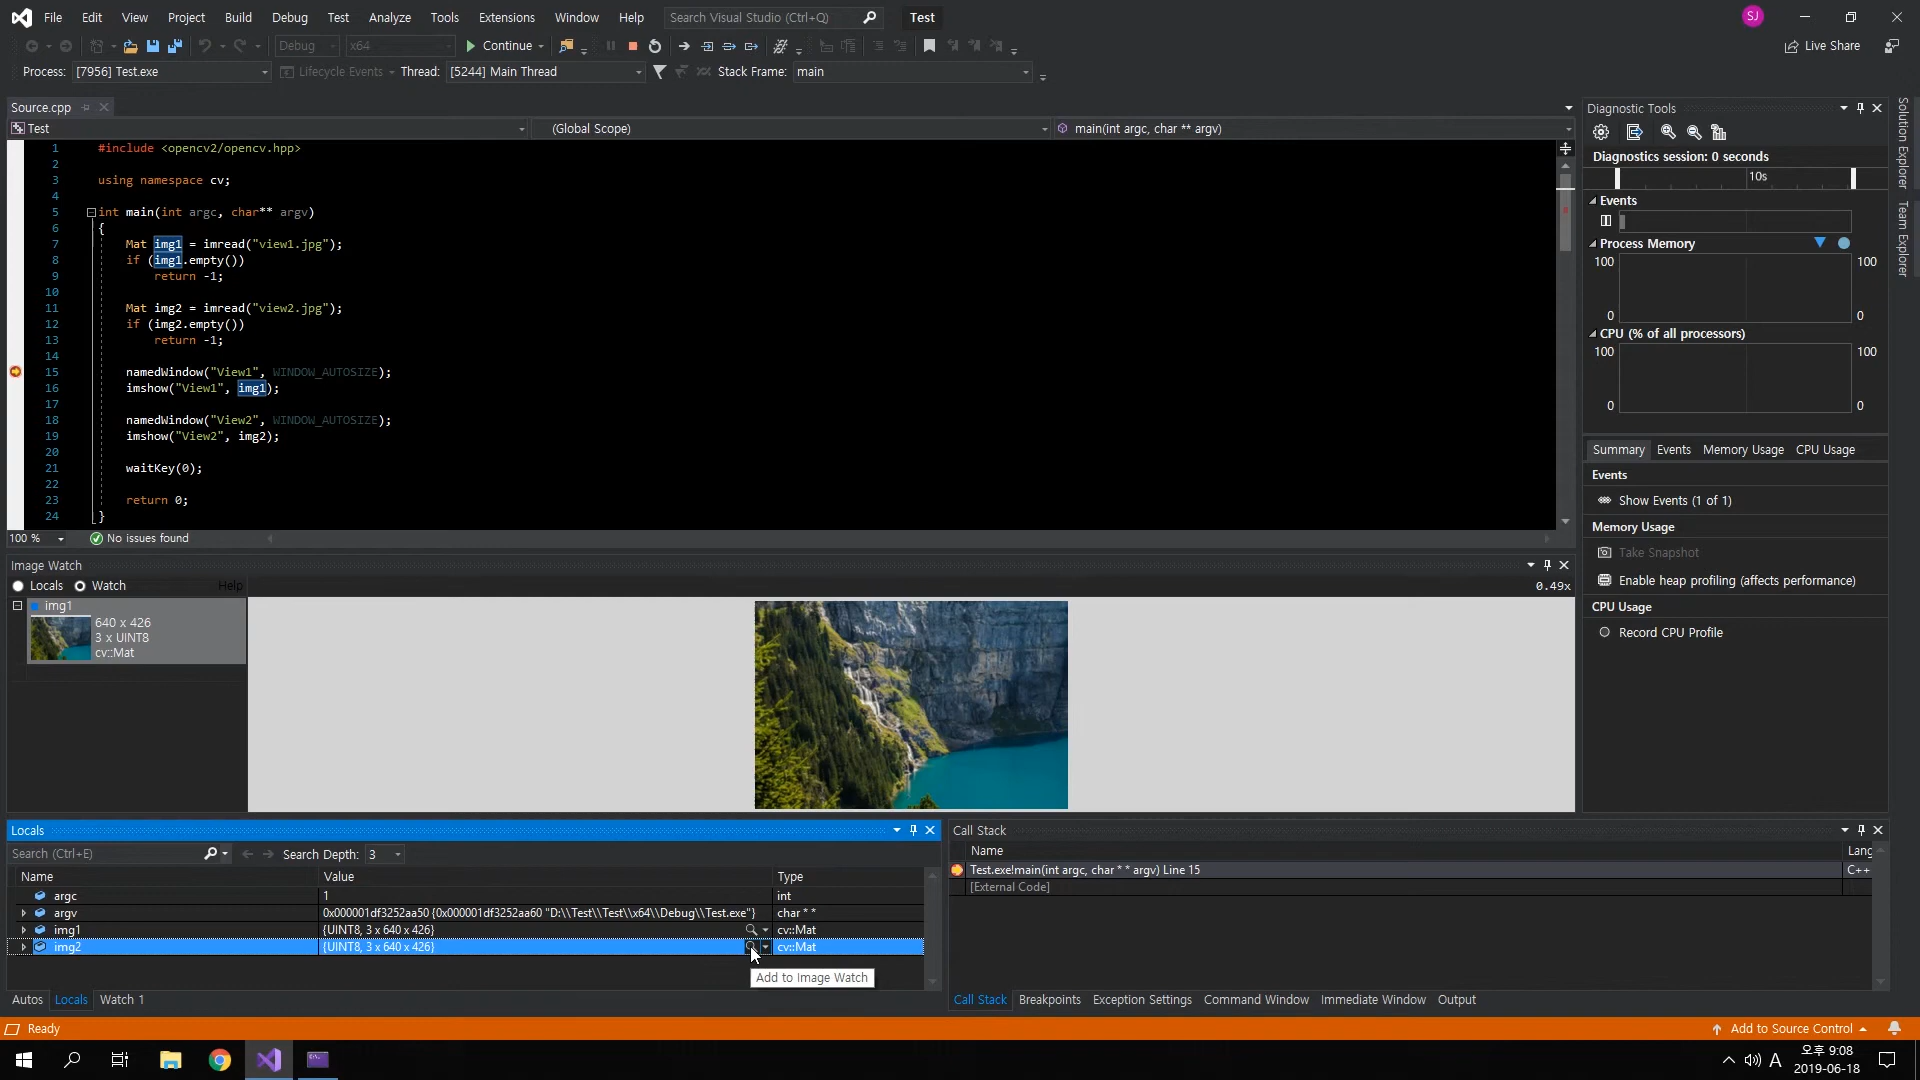 File Edit View Project Build Debug Test Analyze Tools Extensions Window Help Search Visual Studio (Ctrl+Q) Test SJ
Debug x64 Continue Live Share
Process: [7956] Test.exe Lifecycle Events Thread: [5244] Main Thread Stack Frame: main
Source.cpp
Test (Global Scope) main(int argc, char ** argv)
1 #include <opencv2/opencv.hpp>
2
3 using namespace cv;
4
5 int main(int argc, char** argv)
6 {
7 Mat img1 = imread("view1.jpg");
8 if (img1.empty())
9 return -1;
10
11 Mat img2 = imread("view2.jpg");
12 if (img2.empty())
13 return -1;
14
15 namedWindow("View1", WINDOW_AUTOSIZE);
16 imshow("View1", img1);
17
18 namedWindow("View2", WINDOW_AUTOSIZE);
19 imshow("View2", img2);
20
21 waitKey(0);
22
23 return 0;
24 }
100 % No issues found
Image Watch
Locals Watch Help 0.49x
img1
640 x 426
3 x UINT8
cv::Mat
Locals
Search (Ctrl+E) Search Depth: 3
Name Value Type
argc 1 int
argv 0x000001df3252aa50 {0x000001df3252aa60 "D:\\Test\\Test\\x64\\Debug\\Test.exe"} char * *
img1 {UINT8, 3 x 640 x 426} cv::Mat
img2 {UINT8, 3 x 640 x 426} cv::Mat
Add to Image Watch
Autos Locals Watch 1
Call Stack
Name Lang
Test.exe!main(int argc, char * * argv) Line 15 C++
[External Code]
Call Stack Breakpoints Exception Settings Command Window Immediate Window Output
Diagnostic Tools
Diagnostics session: 0 seconds
10s
Events
Process Memory
100 100
0 0
CPU (% of all processors)
100 100
0 0
Summary Events Memory Usage CPU Usage
Events
Show Events (1 of 1)
Memory Usage
Take Snapshot
Enable heap profiling (affects performance)
CPU Usage
Record CPU Profile
Solution Explorer
Team Explorer
Ready Add to Source Control
A 오후 9:08
2019-06-18